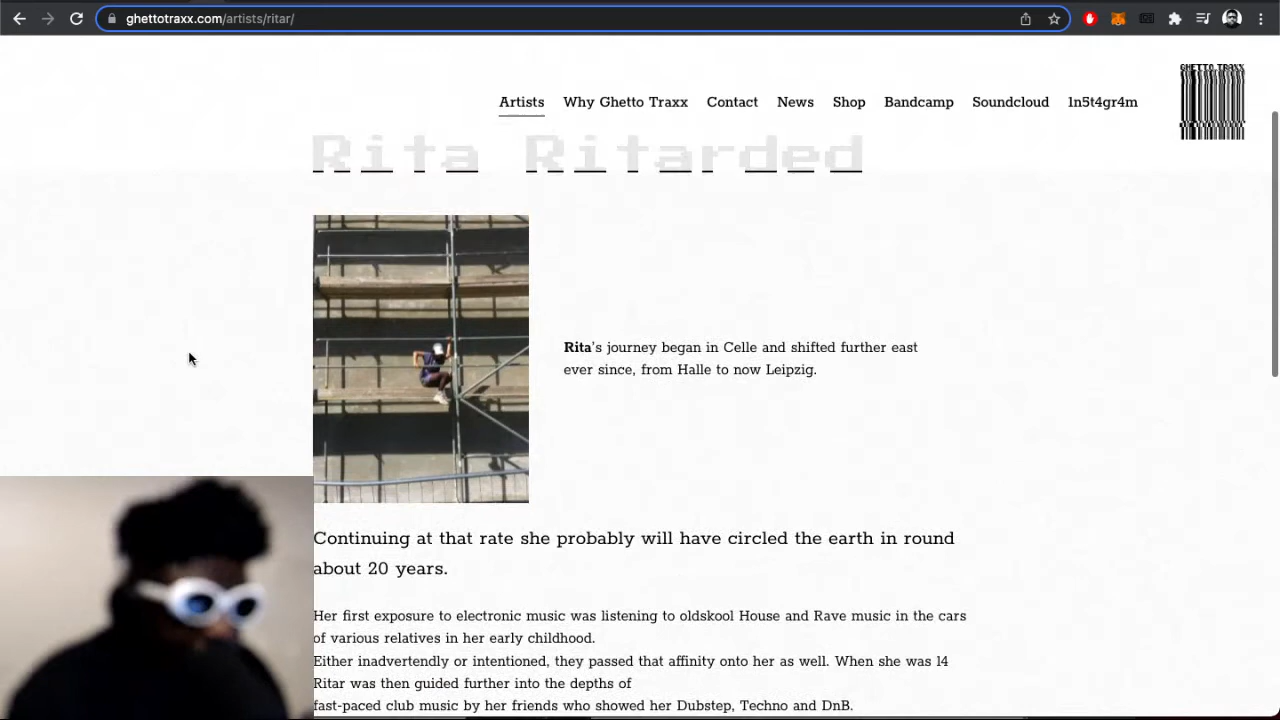 ghettotraxx.com/artists/ritar/
GHETTO TRAXX
Artists Why Ghetto Traxx Contact News Shop Bandcamp Soundcloud 1n5t4gr4m
Rita Ritarded
Rita's journey began in Celle and shifted further east
ever since, from Halle to now Leipzig.
Continuing at that rate she probably will have circled the earth in round
about 20 years.
Her first exposure to electronic music was listening to oldskool House and Rave music in the cars
of various relatives in her early childhood.
Either inadvertendly or intentioned, they passed that affinity onto her as well. When she was 14
Ritar was then guided further into the depths of
fast-paced club music by her friends who showed her Dubstep, Techno and DnB.